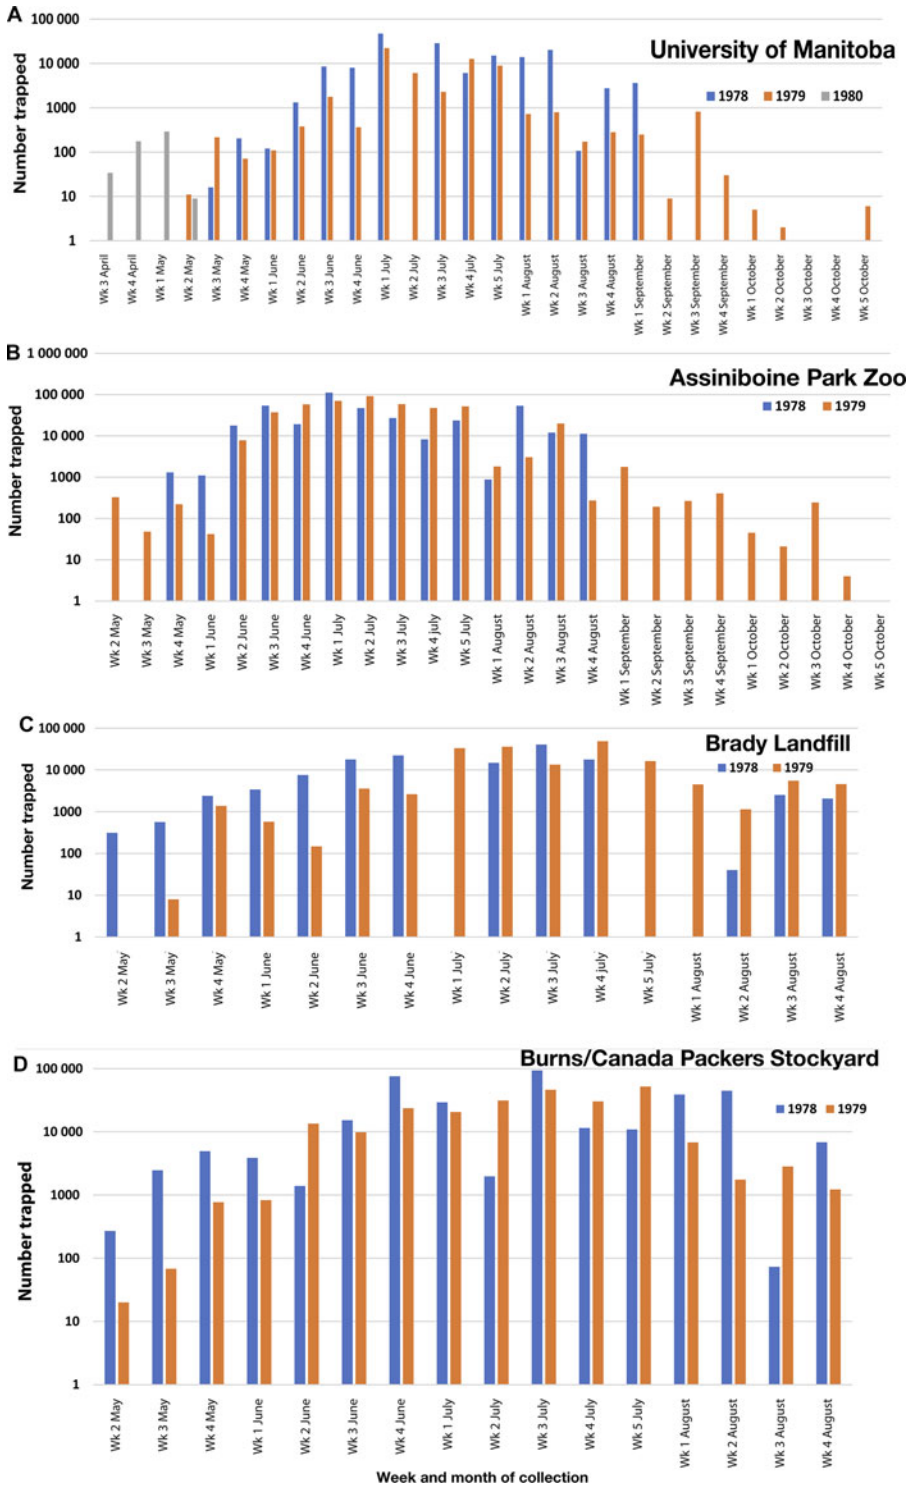 A
100 000
10 000
1000
100
10
1
Number trapped
University of Manitoba
1978 1979 1980
Wk 3 April
Wk 4 April
Wk 1 May
Wk 2 May
Wk 3 May
Wk 4 May
Wk 1 June
Wk 2 June
Wk 3 June
Wk 4 June
Wk 1 July
Wk 2 July
Wk 3 July
Wk 4 july
Wk 5 July
Wk 1 August
Wk 2 August
Wk 3 August
Wk 4 August
Wk 1 September
Wk 2 September
Wk 3 September
Wk 4 September
Wk 1 October
Wk 2 October
Wk 3 October
Wk 4 October
Wk 5 October
B
1 000 000
100 000
10 000
1000
100
10
1
Number trapped
Assiniboine Park Zoo
1978 1979
Wk 2 May
Wk 3 May
Wk 4 May
Wk 1 June
Wk 2 June
Wk 3 June
Wk 4 June
Wk 1 July
Wk 2 July
Wk 3 July
Wk 4 july
Wk 5 July
Wk 1 August
Wk 2 August
Wk 3 August
Wk 4 August
Wk 1 September
Wk 2 September
Wk 3 September
Wk 4 September
Wk 1 October
Wk 2 October
Wk 3 October
Wk 4 October
Wk 5 October
C
100 000
10 000
1000
100
10
1
Number trapped
Brady Landfill
1978 1979
Wk 2 May
Wk 3 May
Wk 4 May
Wk 1 June
Wk 2 June
Wk 3 June
Wk 4 June
Wk 1 July
Wk 2 July
Wk 3 July
Wk 4 july
Wk 5 July
Wk 1 August
Wk 2 August
Wk 3 August
Wk 4 August
D
100 000
10 000
1000
100
10
1
Number trapped
Burns/Canada Packers Stockyard
1978 1979
Wk 2 May
Wk 3 May
Wk 4 May
Wk 1 June
Wk 2 June
Wk 3 June
Wk 4 June
Wk 1 July
Wk 2 July
Wk 3 July
Wk 4 july
Wk 5 July
Wk 1 August
Wk 2 August
Wk 3 August
Wk 4 August
Week and month of collection